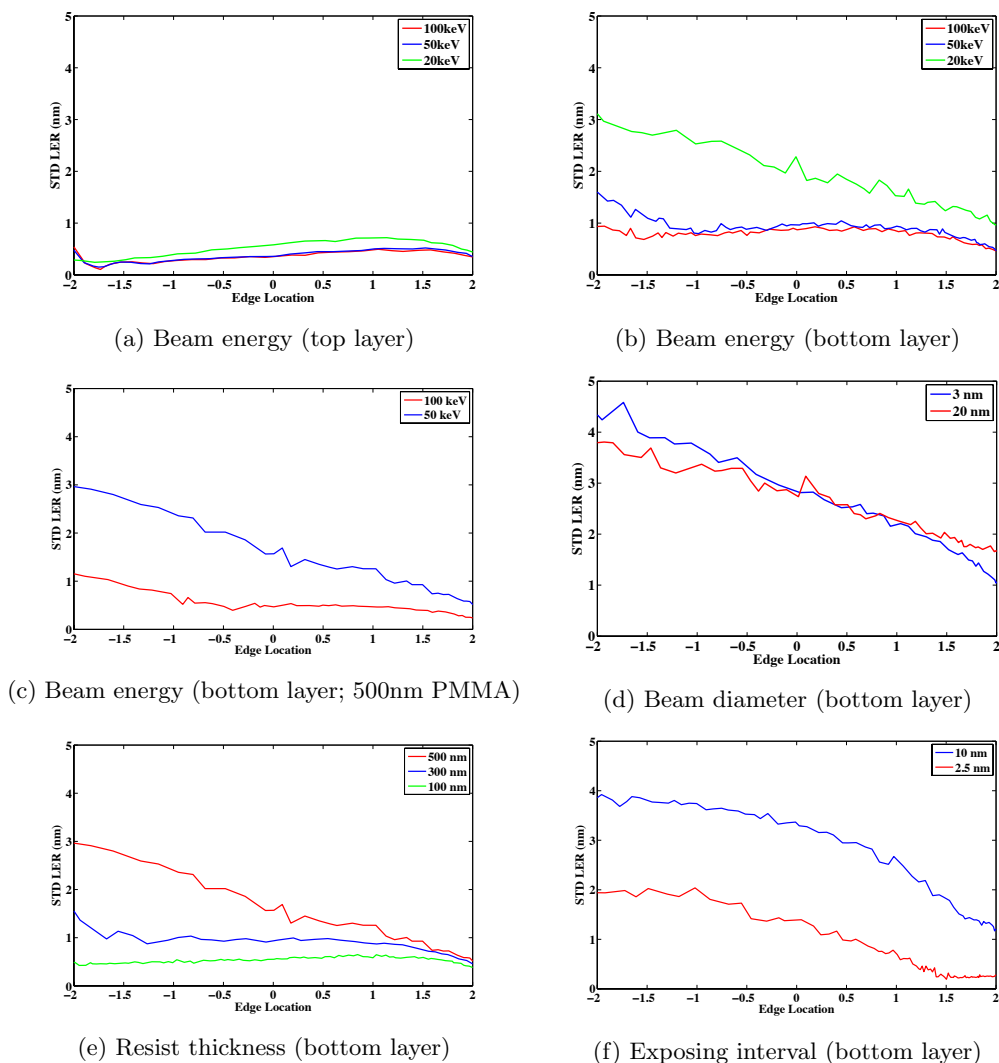 5
4
3
2
1
0
STD LER (nm)
100keV
50keV
20keV
−2 −1.5 −1 −0.5 0 0.5 1 1.5 2
Edge Location
(a) Beam energy (top layer)
5
4
3
2
1
0
STD LER (nm)
100keV
50keV
20keV
−2 −1.5 −1 −0.5 0 0.5 1 1.5 2
Edge Location
(b) Beam energy (bottom layer)
5
4
3
2
1
0
STD LER (nm)
100 keV
50 keV
−2 −1.5 −1 −0.5 0 0.5 1 1.5 2
Edge Location
(c) Beam energy (bottom layer; 500nm PMMA)
5
4
3
2
1
0
STD LER (nm)
3 nm
20 nm
−2 −1.5 −1 −0.5 0 0.5 1 1.5 2
Edge Location
(d) Beam diameter (bottom layer)
5
4
3
2
1
0
STD LER (nm)
500 nm
300 nm
100 nm
−2 −1.5 −1 −0.5 0 0.5 1 1.5 2
Edge Location
(e) Resist thickness (bottom layer)
5
4
3
2
1
0
STD LER (nm)
10 nm
2.5 nm
−2 −1.5 −1 −0.5 0 0.5 1 1.5 2
Edge Location
(f) Exposing interval (bottom layer)